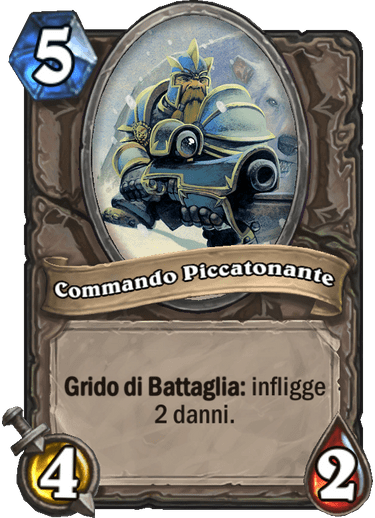 5
Commando Piccatonante
Grido di Battaglia: infligge
2 danni.
4
2